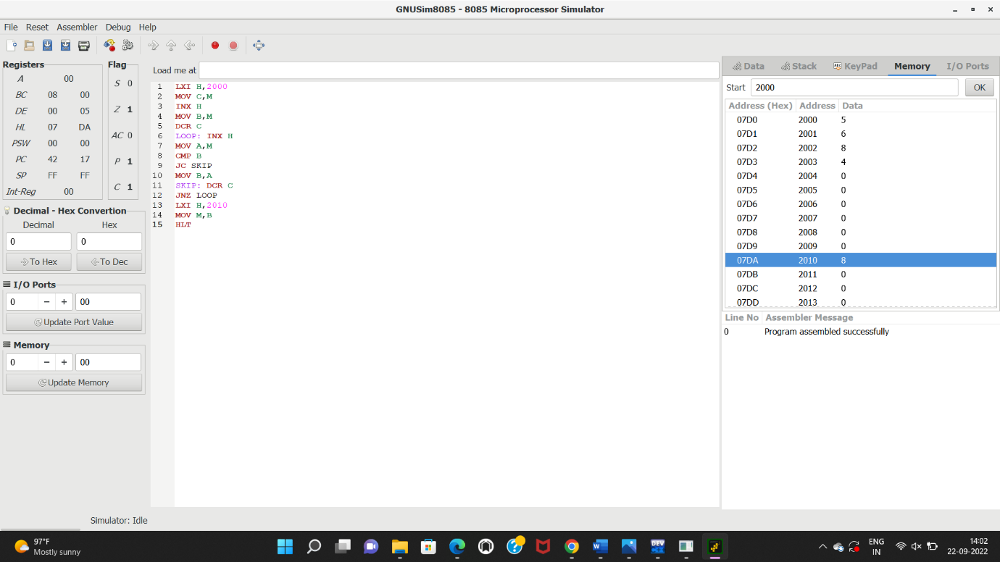 GNUSim8085 - 8085 Microprocessor Simulator
File Reset Assembler Debug Help
Registers
A 00
BC 08 00
DE 00 05
HL 07 DA
PSW 00 00
PC 42 17
SP FF FF
Int-Reg 00
Flag
S 0
Z 1
AC 0
P 1
C 1
Decimal - Hex Convertion
Decimal Hex
0 0
To Hex To Dec
I/O Ports
0 − + 00
Update Port Value
Memory
0 − + 00
Update Memory
Load me at
1 LXI H,2000
2 MOV C,M
3 INX H
4 MOV B,M
5 DCR C
6 LOOP: INX H
7 MOV A,M
8 CMP B
9 JC SKIP
10 MOV B,A
11 SKIP: DCR C
12 JNZ LOOP
13 LXI H,2010
14 MOV M,B
15 HLT
Data Stack KeyPad Memory I/O Ports
Start 2000 OK
Address (Hex) Address Data
07D0 2000 5
07D1 2001 6
07D2 2002 8
07D3 2003 4
07D4 2004 0
07D5 2005 0
07D6 2006 0
07D7 2007 0
07D8 2008 0
07D9 2009 0
07DA 2010 8
07DB 2011 0
07DC 2012 0
07DD 2013 0
Line No Assembler Message
0 Program assembled successfully
Simulator: Idle
97°F
Mostly sunny
DEV
ENG
IN
14:02
22-09-2022